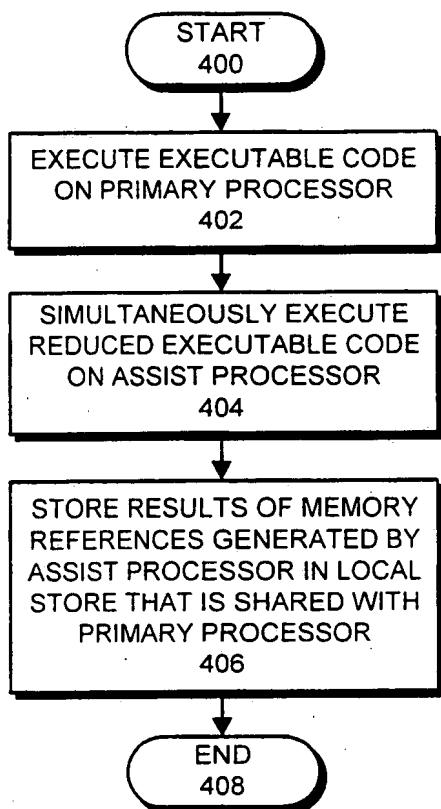 START
400
EXECUTE EXECUTABLE CODE
ON PRIMARY PROCESSOR
402
SIMULTANEOUSLY EXECUTE
REDUCED EXECUTABLE CODE
ON ASSIST PROCESSOR
404
STORE RESULTS OF MEMORY
REFERENCES GENERATED BY
ASSIST PROCESSOR IN LOCAL
STORE THAT IS SHARED WITH
PRIMARY PROCESSOR
406
END
408